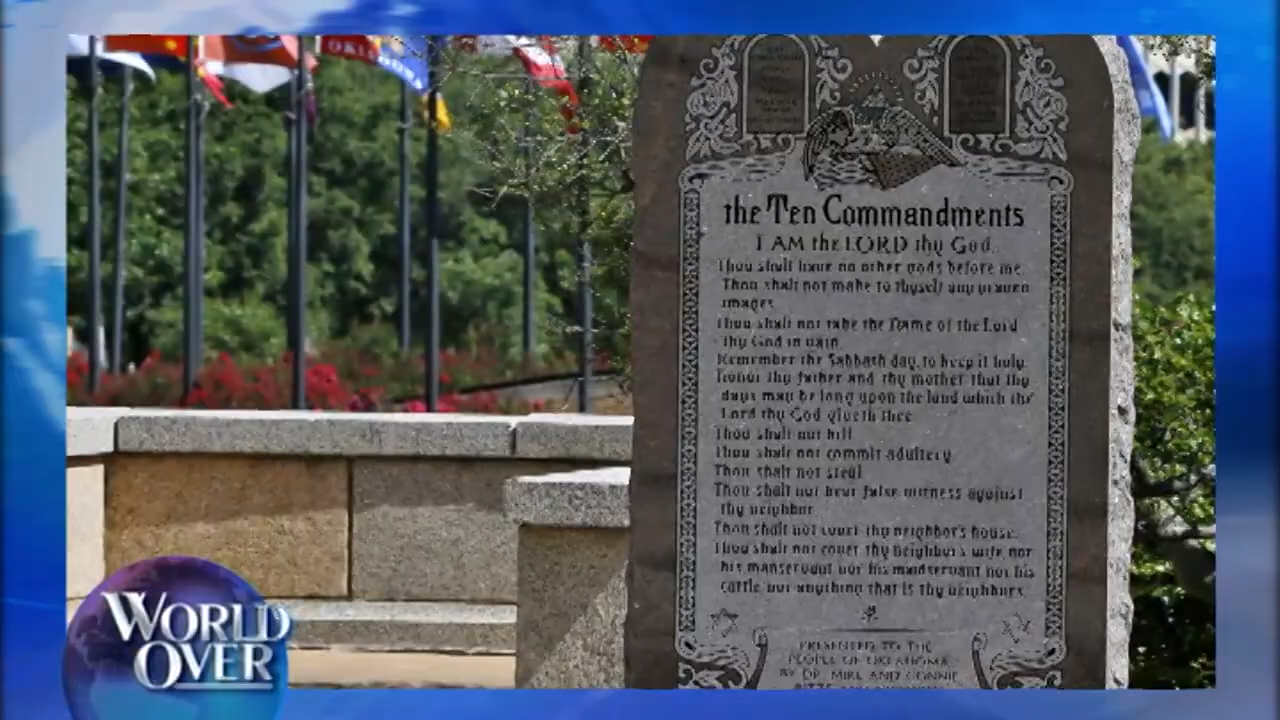 the Ten Commandments
I AM the LORD thy God.
Thou shalt have no other gods before me.
Thou shalt not make to thyself any graven
images.
Thou shalt not take the Name of the Lord
thy God in vain.
Remember the Sabbath day, to keep it holy.
Honor thy father and thy mother that thy
days may be long upon the land which the
Lord thy God giveth thee.
Thou shalt not kill.
Thou shalt not commit adultery.
Thou shalt not steal.
Thou shalt not bear false witness against
thy neighbor.
Thou shalt not covet thy neighbor's house.
Thou shalt not covet thy neighbor's wife nor
his manservant nor his maidservant nor his
cattle nor anything that is thy neighbors.
PRESENTED TO THE
PEOPLE OF OKLAHOMA
BY DR. MIKE AND CONNIE
WORLD
OVER